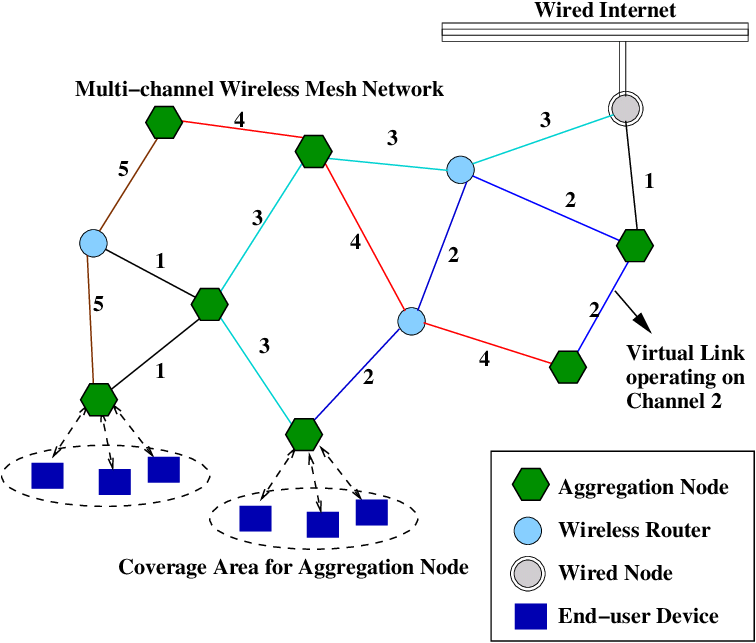 Wired Internet
Multi-channel Wireless Mesh Network
4
3
3
5
1
2
3
4
1
2
5
2
3
4
1
2
Virtual Link
operating on
Channel 2
Aggregation Node
Wireless Router
Wired Node
End-user Device
Coverage Area for Aggregation Node